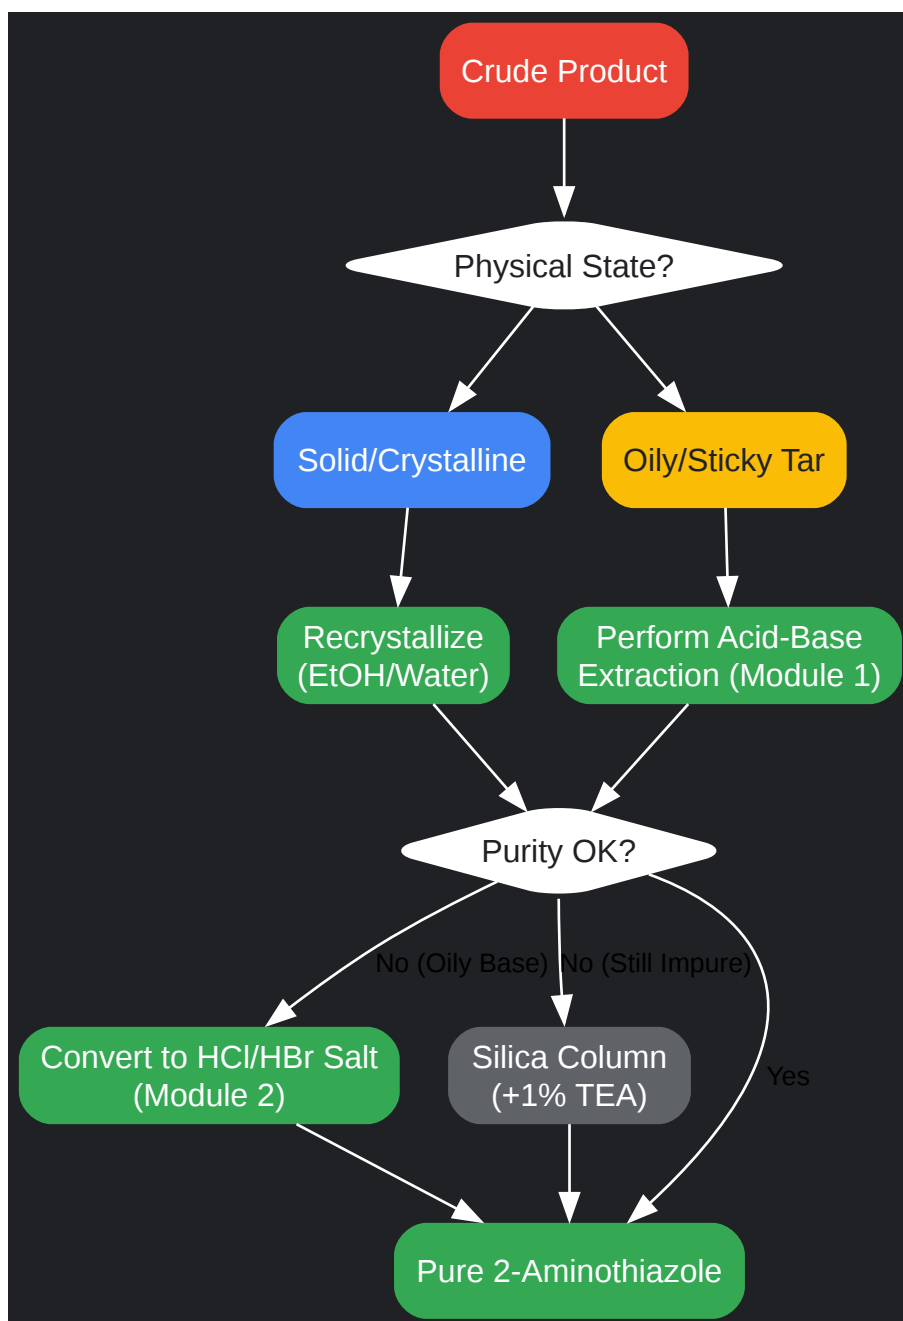 Crude Product
Physical State?
Solid/Crystalline
Oily/Sticky Tar
Recrystallize
(EtOH/Water)
Perform Acid-Base
Extraction (Module 1)
Purity OK?
No (Oily Base)
No (Still Impure)
Convert to HCl/HBr Salt
(Module 2)
Silica Column
(+1% TEA)
Yes
Pure 2-Aminothiazole